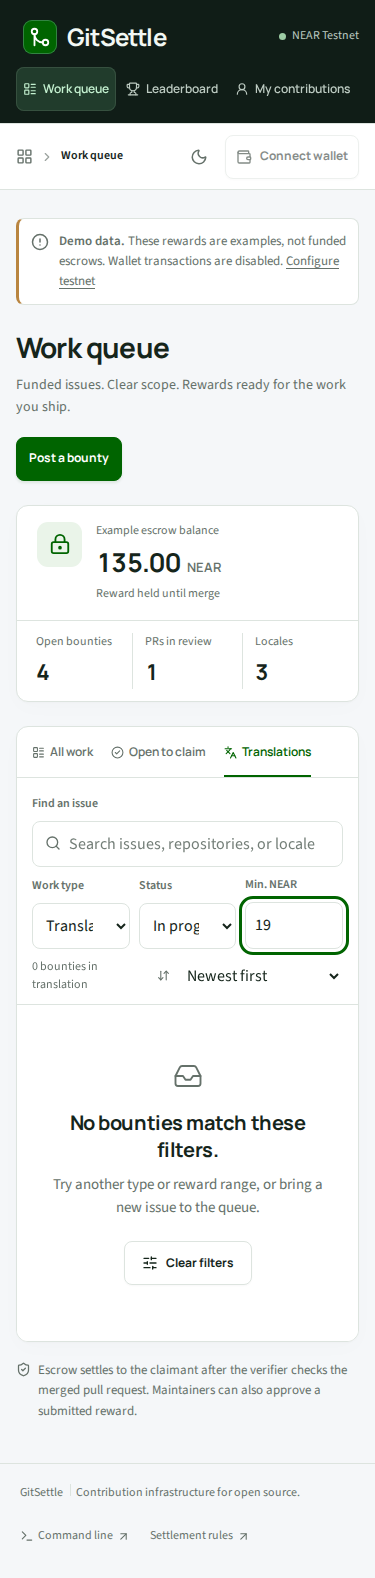 GitSettle
NEAR Testnet
Work queue
Leaderboard
My contributions
Work queue
Connect wallet
Demo data. These rewards are examples, not funded
escrows. Wallet transactions are disabled. Configure
testnet
Work queue
Funded issues. Clear scope. Rewards ready for the work
you ship.
Post a bounty
Example escrow balance
135.00 NEAR
Reward held until merge
Open bounties
4
PRs in review
1
Locales
3
All work
Open to claim
Translations
Find an issue
Search issues, repositories, or locale
Work type
Status
Min. NEAR
Transla
In prog
19
0 bounties in
translation
Newest first
No bounties match these
filters.
Try another type or reward range, or bring a
new issue to the queue.
Clear filters
Escrow settles to the claimant after the verifier checks the
merged pull request. Maintainers can also approve a
submitted reward.
GitSettle
Contribution infrastructure for open source.
Command line
Settlement rules